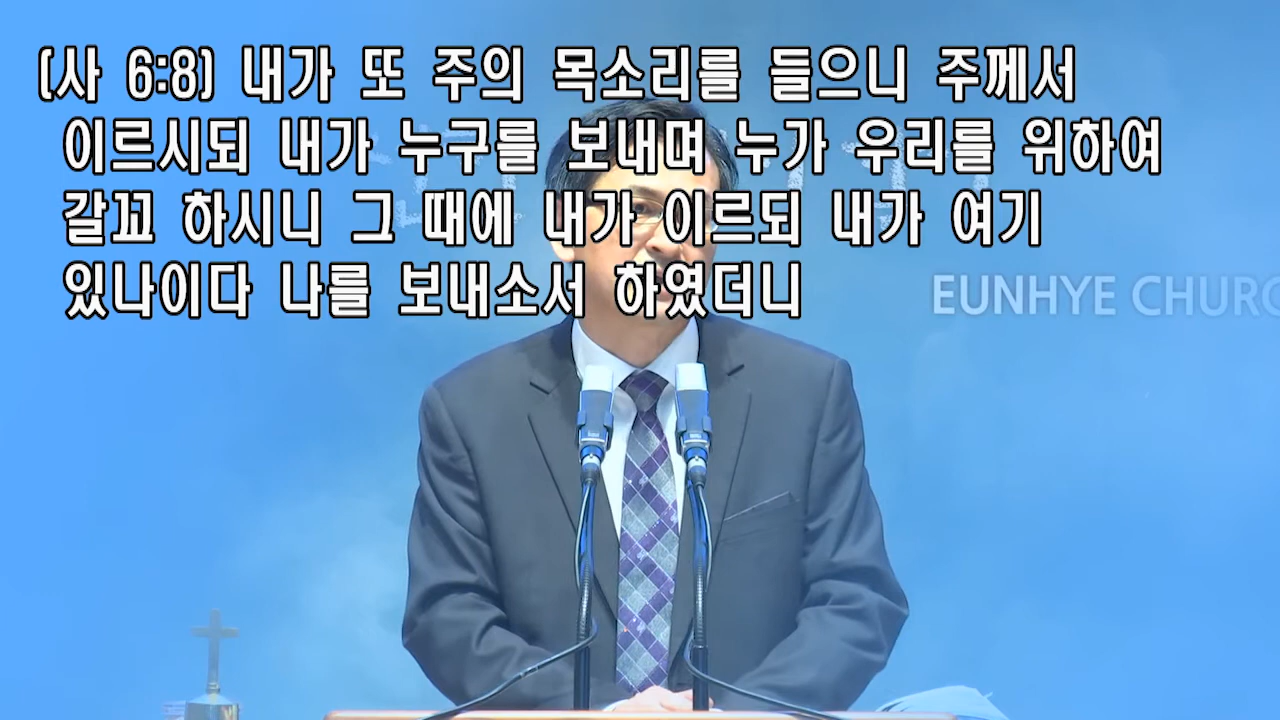 (사 6:8) 내가 또 주의 목소리를 들으니 주께서
이르시되 내가 누구를 보내며 누가 우리를 위하여
갈꼬 하시니 그 때에 내가 이르되 내가 여기
있나이다 나를 보내소서 하였더니
EUNHYE CHURC